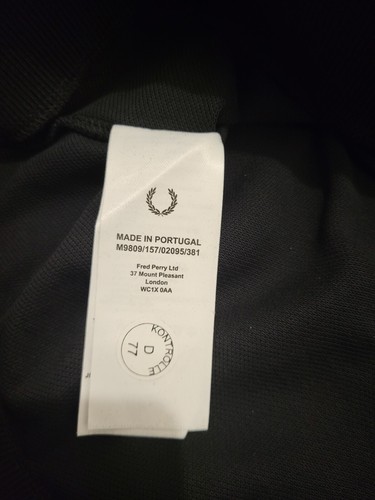 MADE IN PORTUGAL
M9809/157/02095/381
Fred Perry Ltd
37 Mount Pleasant
London
WC1X 0AA
KONTROLLE
D
77